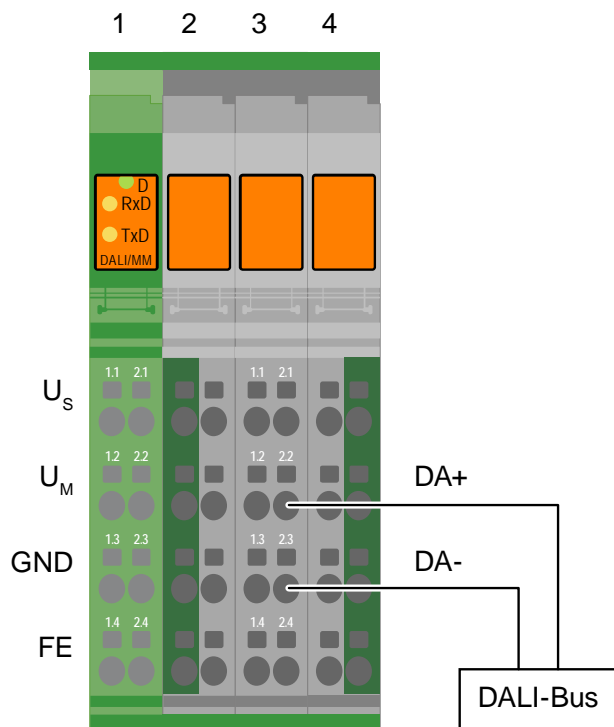 1 2 3 4
D
RxD
TxD
DALI/MM
1.1 2.1 1.1 2.1
U_S
1.2 2.2 1.2 2.2
U_M DA+
1.3 2.3 1.3 2.3
GND DA-
1.4 2.4 1.4 2.4
FE
DALI-Bus